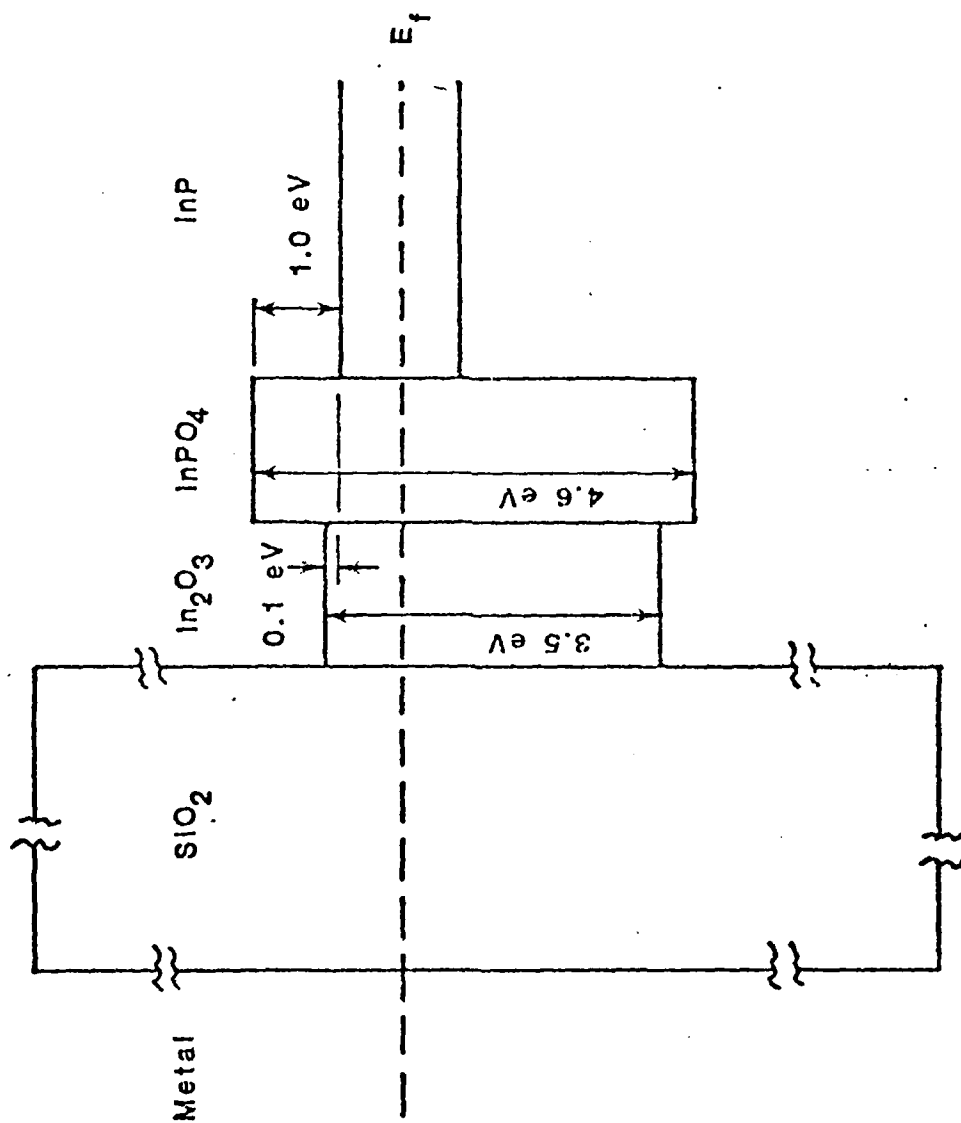 Metal
SiO2
In2O3
InPO4
InP
0.1 eV
1.0 eV
3.5 eV
4.6 eV
Ef